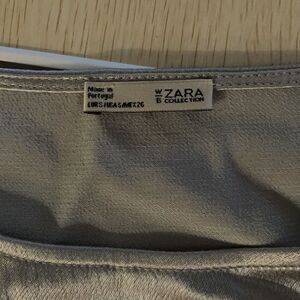 Made in
Portugal
EUR S/USA S/MEX 26
W/B ZARA
COLLECTION